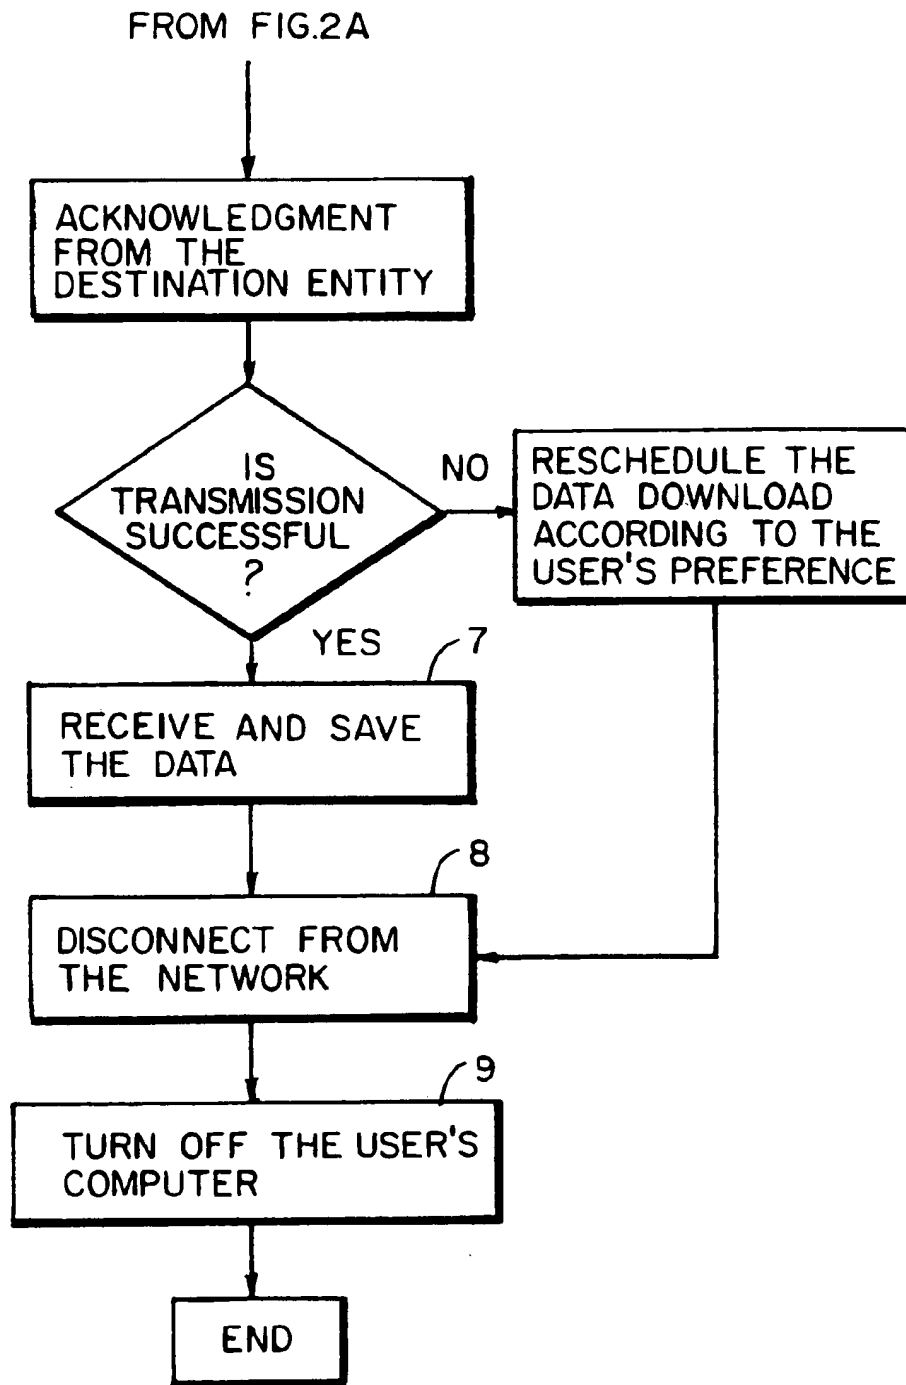 FROM FIG.2A
ACKNOWLEDGMENT
FROM THE
DESTINATION ENTITY
IS
TRANSMISSION
SUCCESSFUL
?
NO
RESCHEDULE THE
DATA DOWNLOAD
ACCORDING TO THE
USER'S PREFERENCE
YES
7
RECEIVE AND SAVE
THE DATA
8
DISCONNECT FROM
THE NETWORK
9
TURN OFF THE USER'S
COMPUTER
END